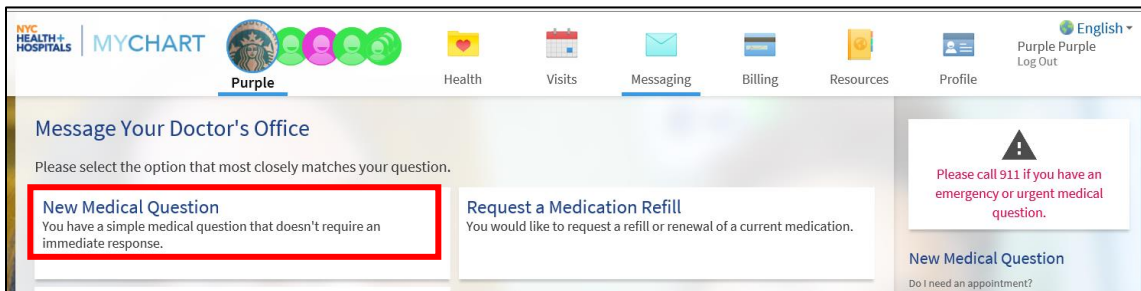 NYC
HEALTH+
HOSPITALS
MYCHART
Purple
Health
Visits
Messaging
Billing
Resources
Profile
English
Purple Purple
Log Out
Message Your Doctor's Office
Please select the option that most closely matches your question.
New Medical Question
You have a simple medical question that doesn't require an
immediate response.
Request a Medication Refill
You would like to request a refill or renewal of a current medication.
Please call 911 if you have an
emergency or urgent medical
question.
New Medical Question
Do I need an appointment?